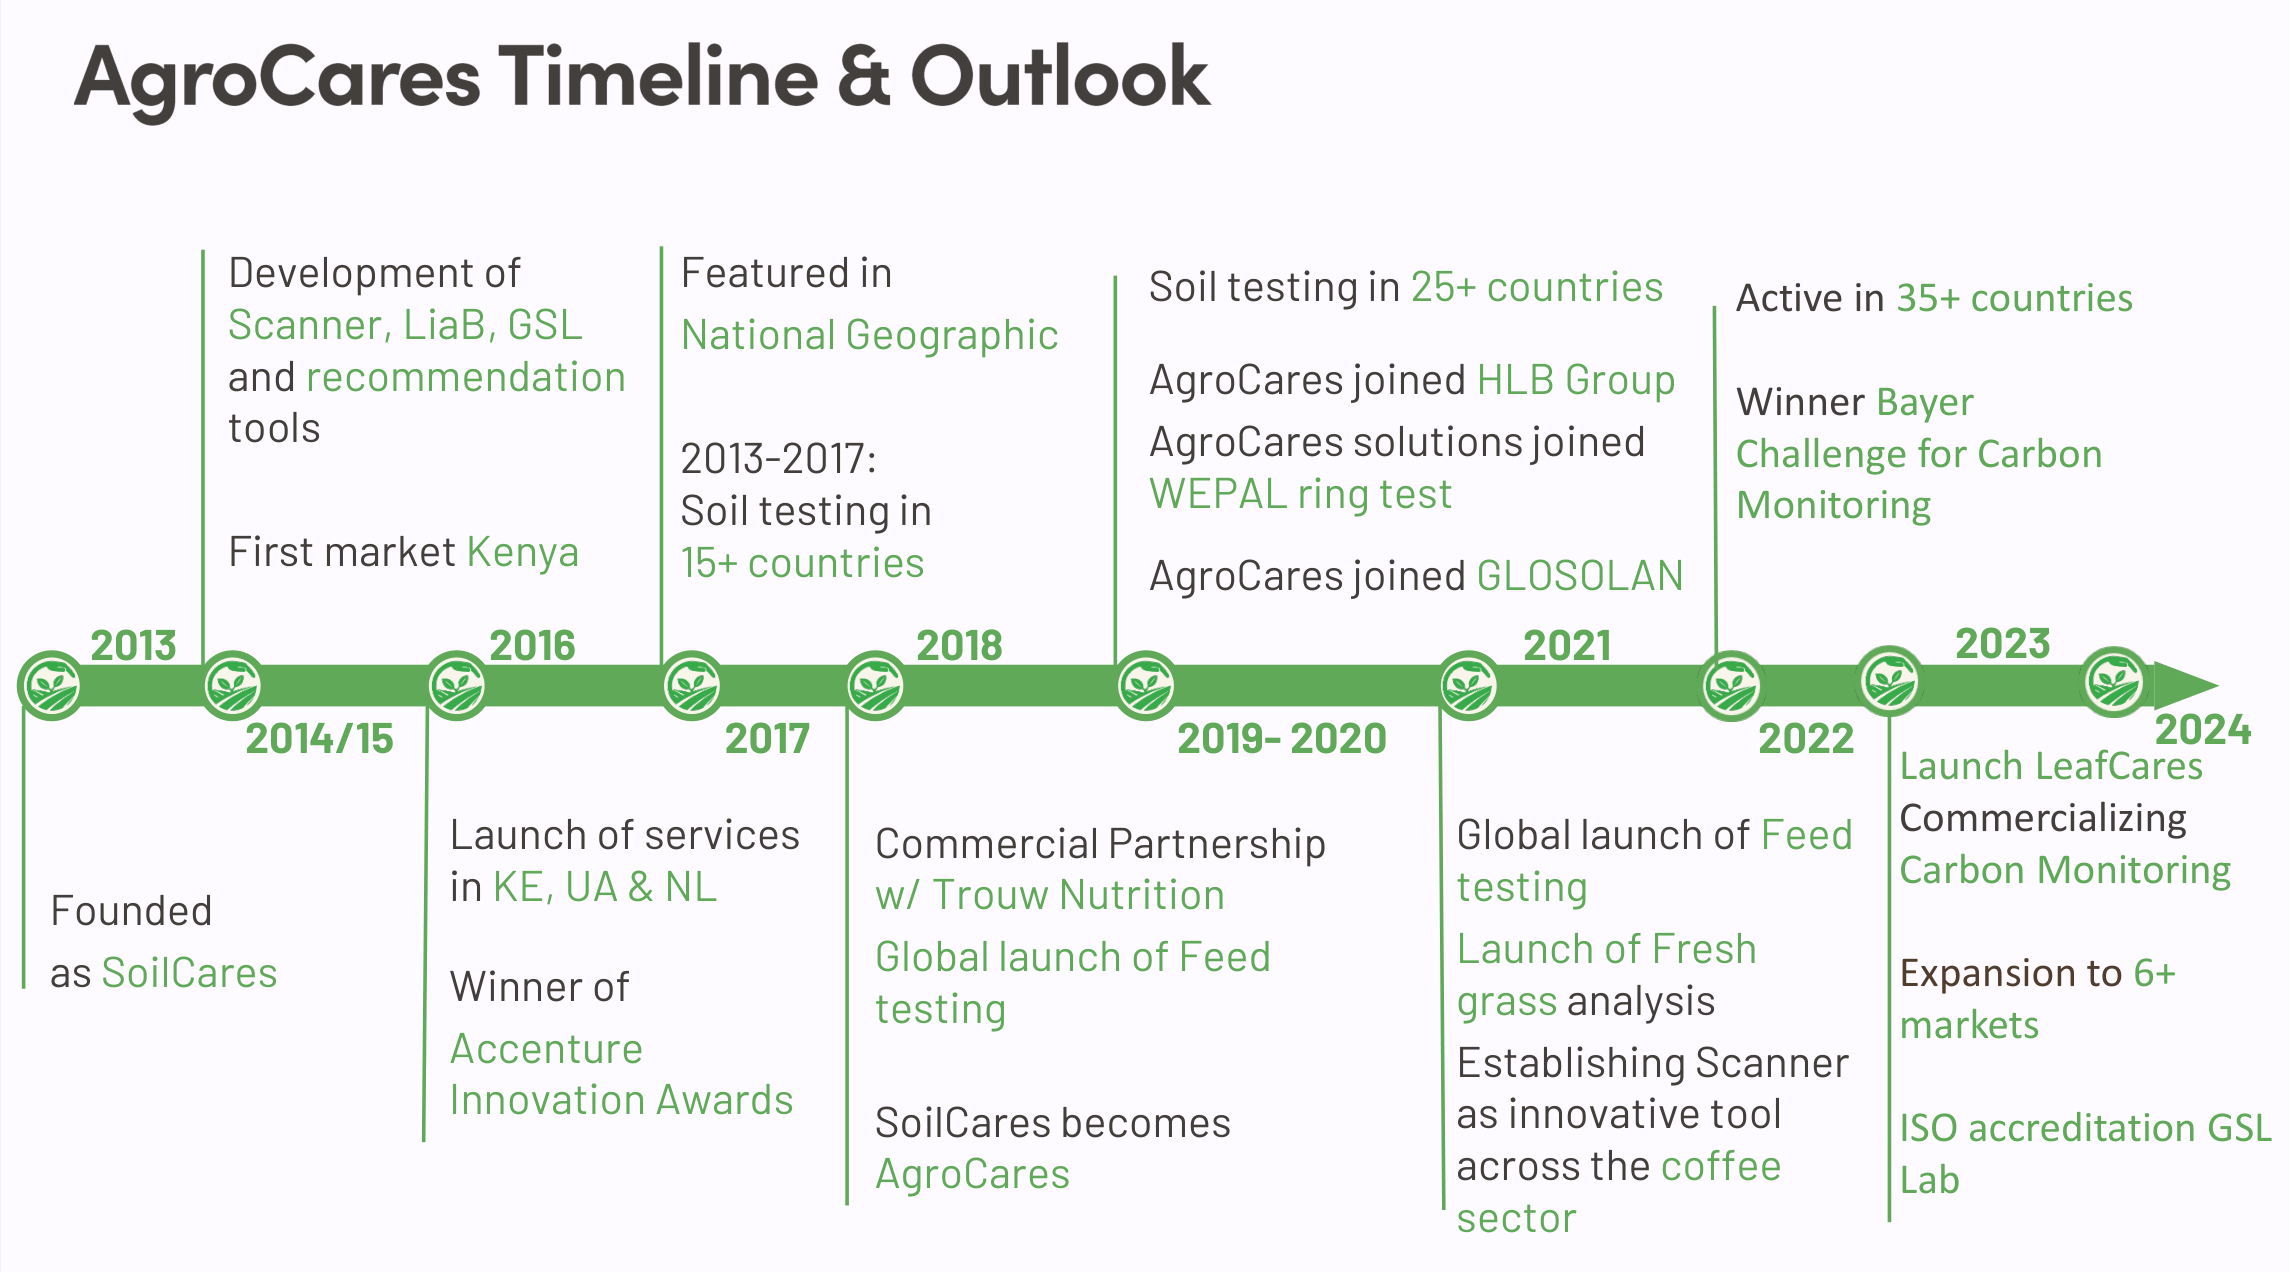 AgroCares Timeline & Outlook
Development of
Scanner, LiaB, GSL
and recommendation
tools
First market Kenya
Featured in
National Geographic
2013-2017:
Soil testing in
15+ countries
Soil testing in 25+ countries
AgroCares joined HLB Group
AgroCares solutions joined
WEPAL ring test
AgroCares joined GLOSOLAN
Active in 35+ countries
Winner Bayer
Challenge for Carbon
Monitoring
2013
2016
2018
2021
2023
2014/15
2017
2019- 2020
2022
2024
Founded
as SoilCares
Launch of services
in KE, UA & NL
Winner of
Accenture
Innovation Awards
Commercial Partnership
w/ Trouw Nutrition
Global launch of Feed
testing
SoilCares becomes
AgroCares
Global launch of Feed
testing
Launch of Fresh
grass analysis
Establishing Scanner
as innovative tool
across the coffee
sector
Launch LeafCares
Commercializing
Carbon Monitoring
Expansion to 6+
markets
ISO accreditation GSL
Lab